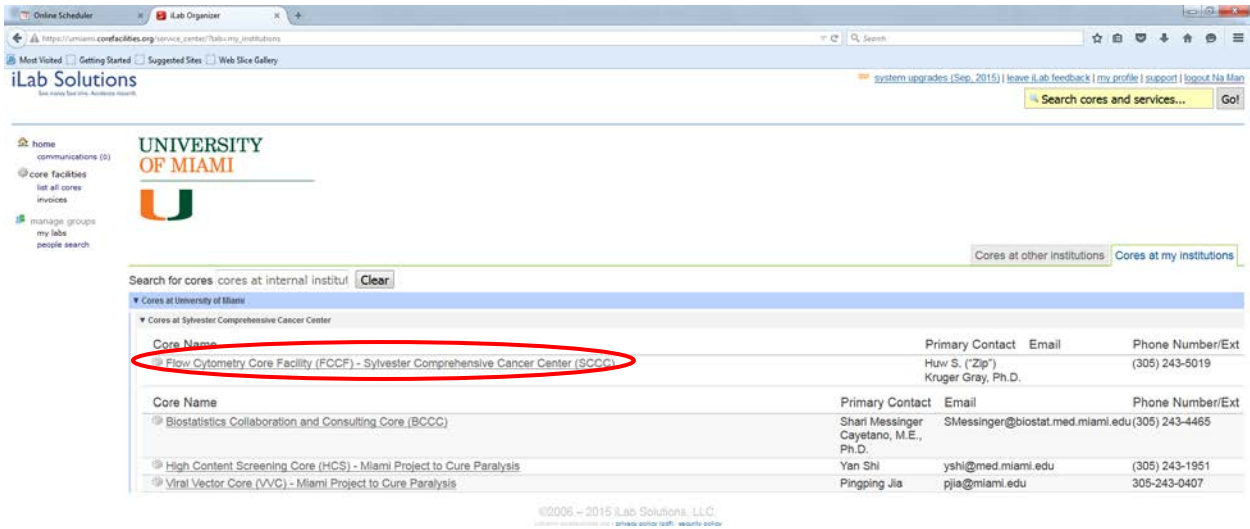 Online Scheduler
iLab Organizer
https://umiami.corefacilities.org/service_center/?tab=my_institutions
Search
Most Visited Getting Started Suggested Sites Web Slice Gallery
iLab Solutions
system upgrades (Sep, 2015) | leave iLab feedback | my profile | support | logout Na Man
Search cores and services... Go!
home
communications (0)
core facilities
list all cores
invoices
manage groups
my labs
people search
UNIVERSITY
OF MIAMI
Cores at other institutions Cores at my institutions
Search for cores cores at internal institut Clear
Cores at University of Miami
Cores at Sylvester Comprehensive Cancer Center
Core Name Primary Contact Email Phone Number/Ext
Flow Cytometry Core Facility (FCCF) - Sylvester Comprehensive Cancer Center (SCCC) Huw S. ("Zip") (305) 243-5019
Kruger Gray, Ph.D.
Core Name Primary Contact Email Phone Number/Ext
Biostatistics Collaboration and Consulting Core (BCCC) Shari Messinger SMessinger@biostat.med.miami.edu (305) 243-4465
Cayetano, M.E.,
Ph.D.
High Content Screening Core (HCS) - Miami Project to Cure Paralysis Yan Shi yshi@med.miami.edu (305) 243-1951
Viral Vector Core (VVC) - Miami Project to Cure Paralysis Pingping Jia pjia@miami.edu 305-243-0407
©2006 – 2015 iLab Solutions, LLC.
privacy policy (pdf), security policy